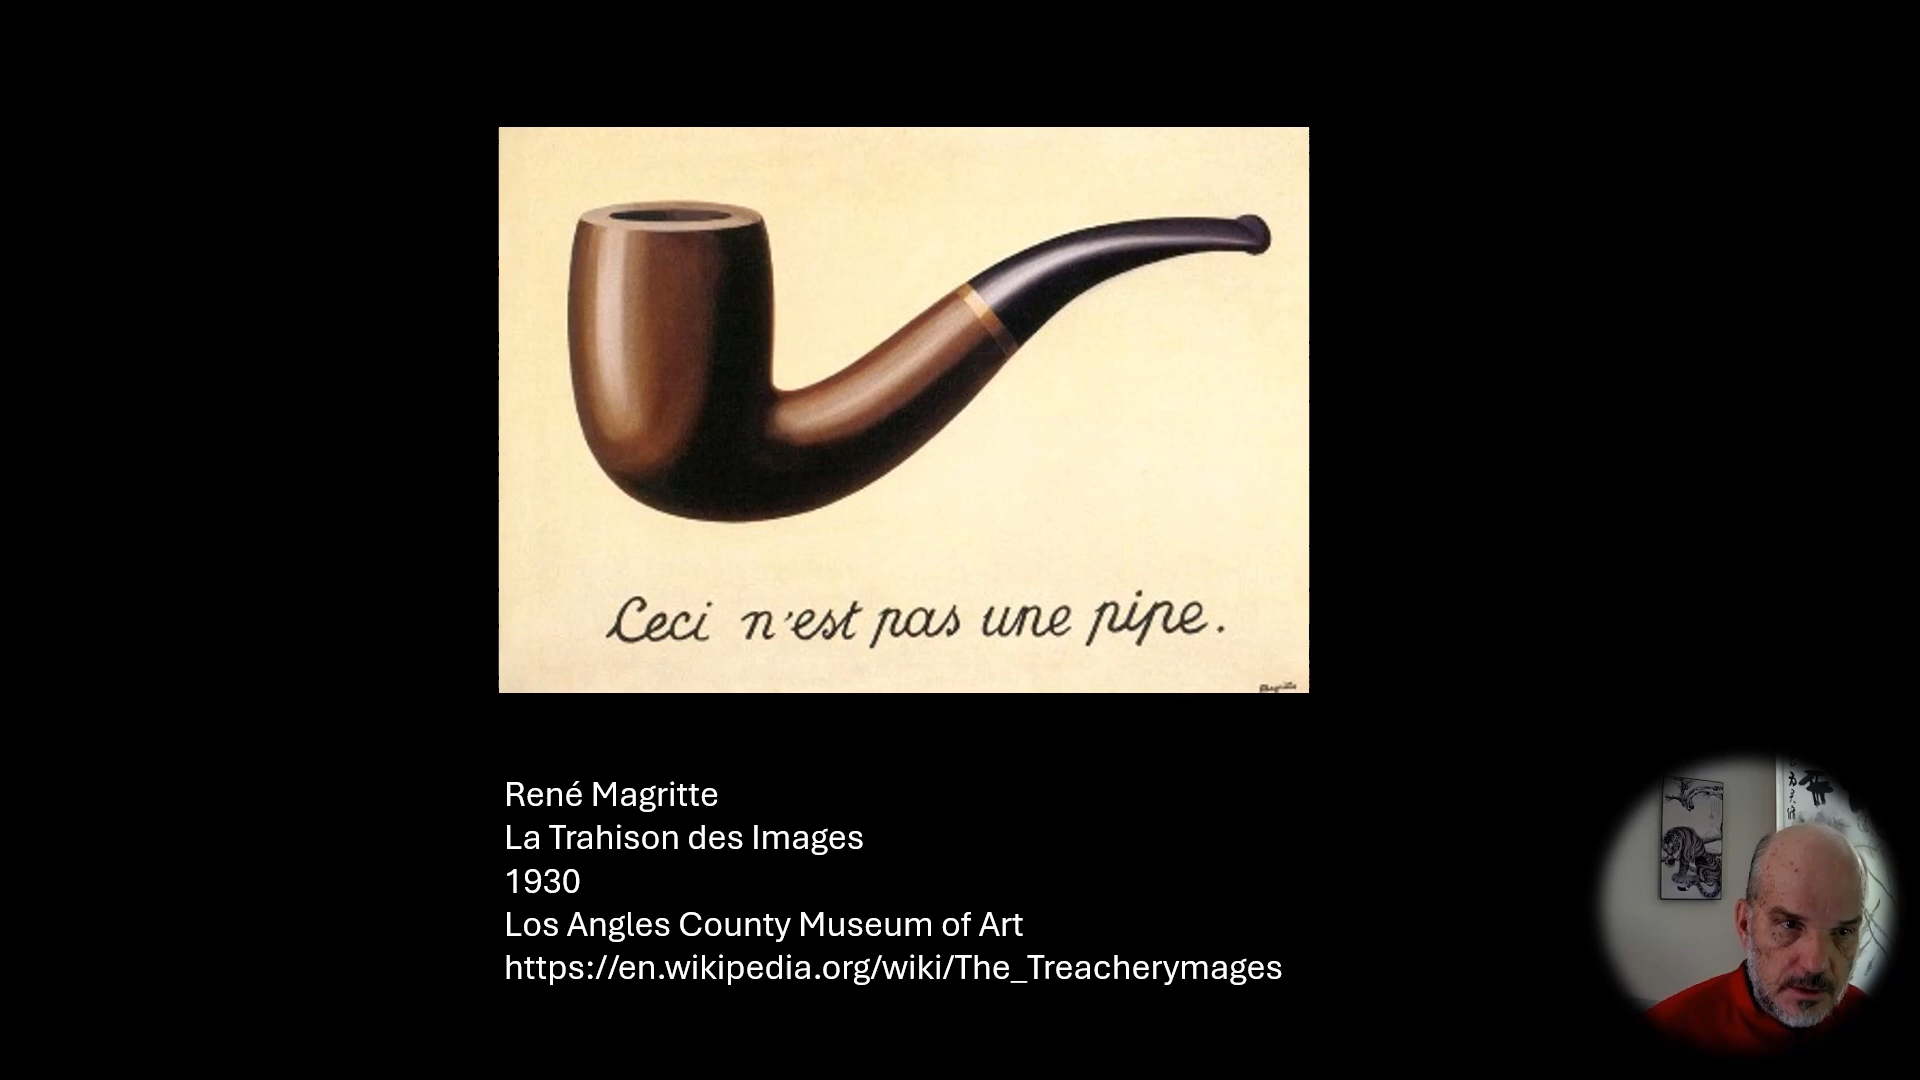 Ceci n'est pas une pipe.
Magritte
René Magritte
La Trahison des Images
1930
Los Angles County Museum of Art
https://en.wikipedia.org/wiki/The_Treacherymages